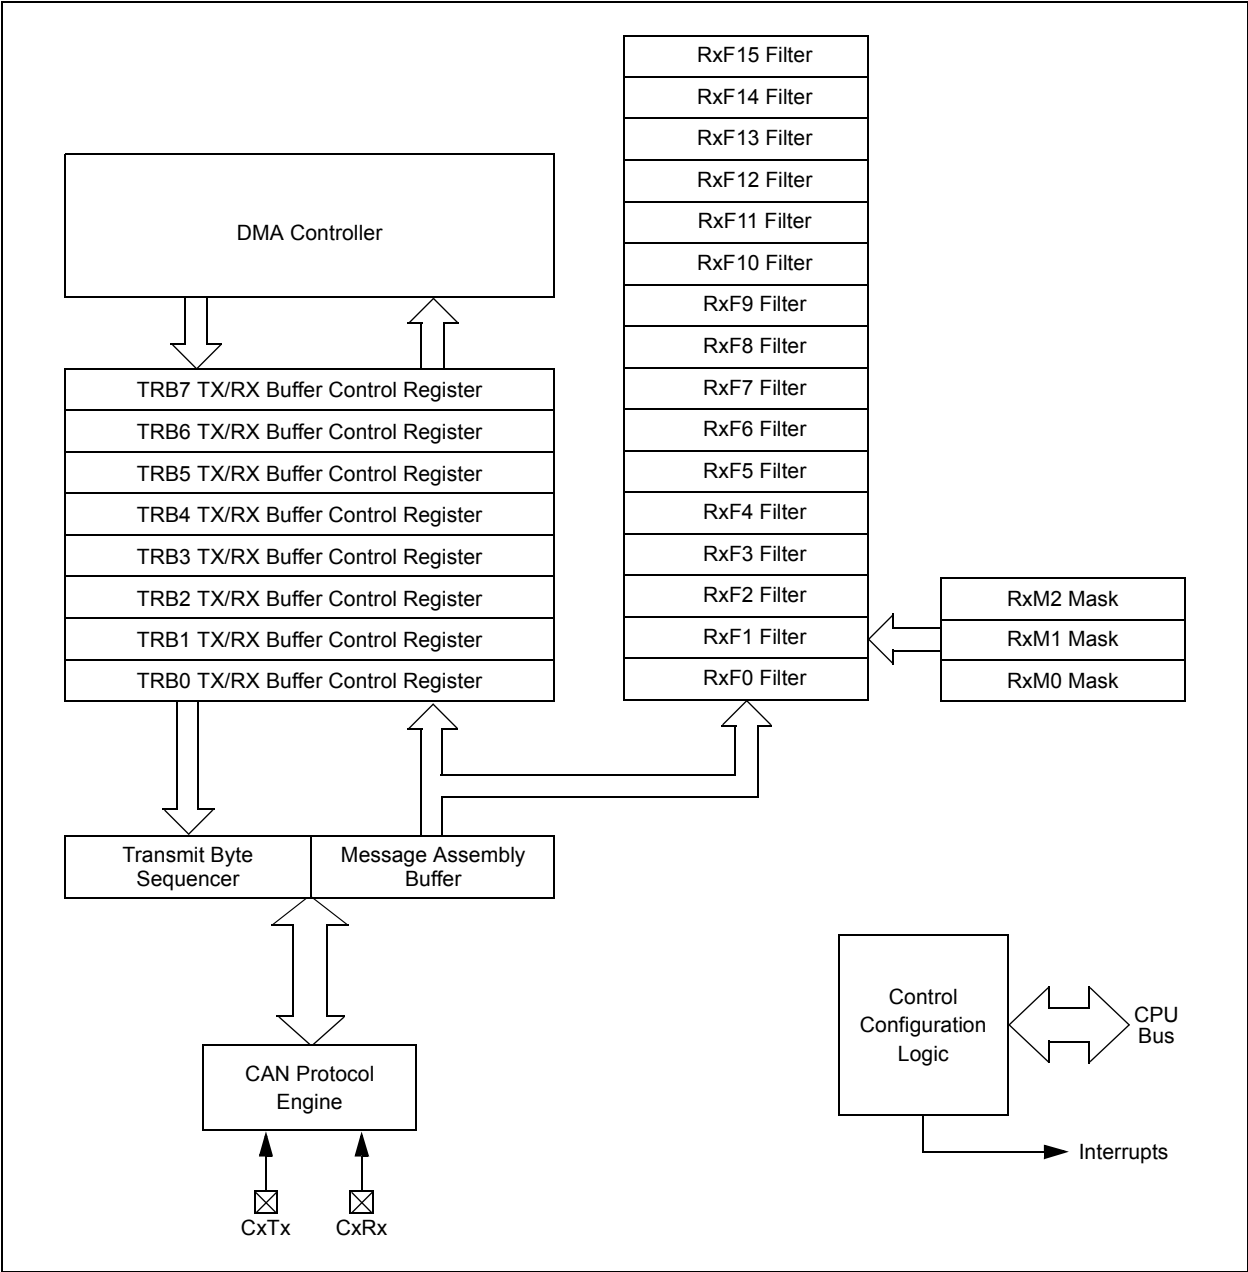 RxF15 Filter
RxF14 Filter
RxF13 Filter
RxF12 Filter
RxF11 Filter
RxF10 Filter
RxF9 Filter
RxF8 Filter
RxF7 Filter
RxF6 Filter
RxF5 Filter
RxF4 Filter
RxF3 Filter
RxF2 Filter
RxF1 Filter
RxF0 Filter
DMA Controller
TRB7 TX/RX Buffer Control Register
TRB6 TX/RX Buffer Control Register
TRB5 TX/RX Buffer Control Register
TRB4 TX/RX Buffer Control Register
TRB3 TX/RX Buffer Control Register
TRB2 TX/RX Buffer Control Register
TRB1 TX/RX Buffer Control Register
TRB0 TX/RX Buffer Control Register
RxM2 Mask
RxM1 Mask
RxM0 Mask
Transmit Byte
Sequencer
Message Assembly
Buffer
CAN Protocol
Engine
CxTx
CxRx
Control
Configuration
Logic
CPU
Bus
Interrupts